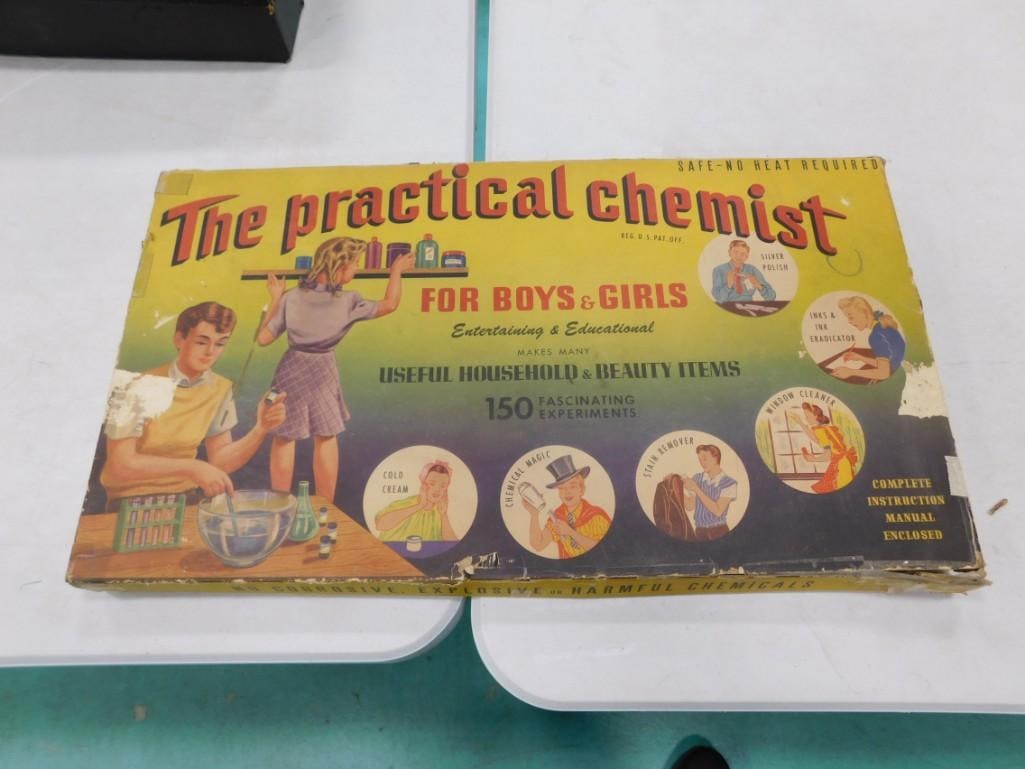 SAFE-NO HEAT REQUIRED
The practical chemist
REG. U.S. PAT. OFF.
FOR BOYS & GIRLS
Entertaining & Educational
MAKES MANY
USEFUL HOUSEHOLD & BEAUTY ITEMS
150 FASCINATING
EXPERIMENTS
SILVER
POLISH
INKS &
INK
ERADICATOR
WINDOW CLEANER
STAIN REMOVER
CHEMICAL MAGIC
COLD
CREAM
COMPLETE
INSTRUCTION
MANUAL
ENCLOSED
NO CORROSIVE, EXPLOSIVE OR HARMFUL CHEMICALS